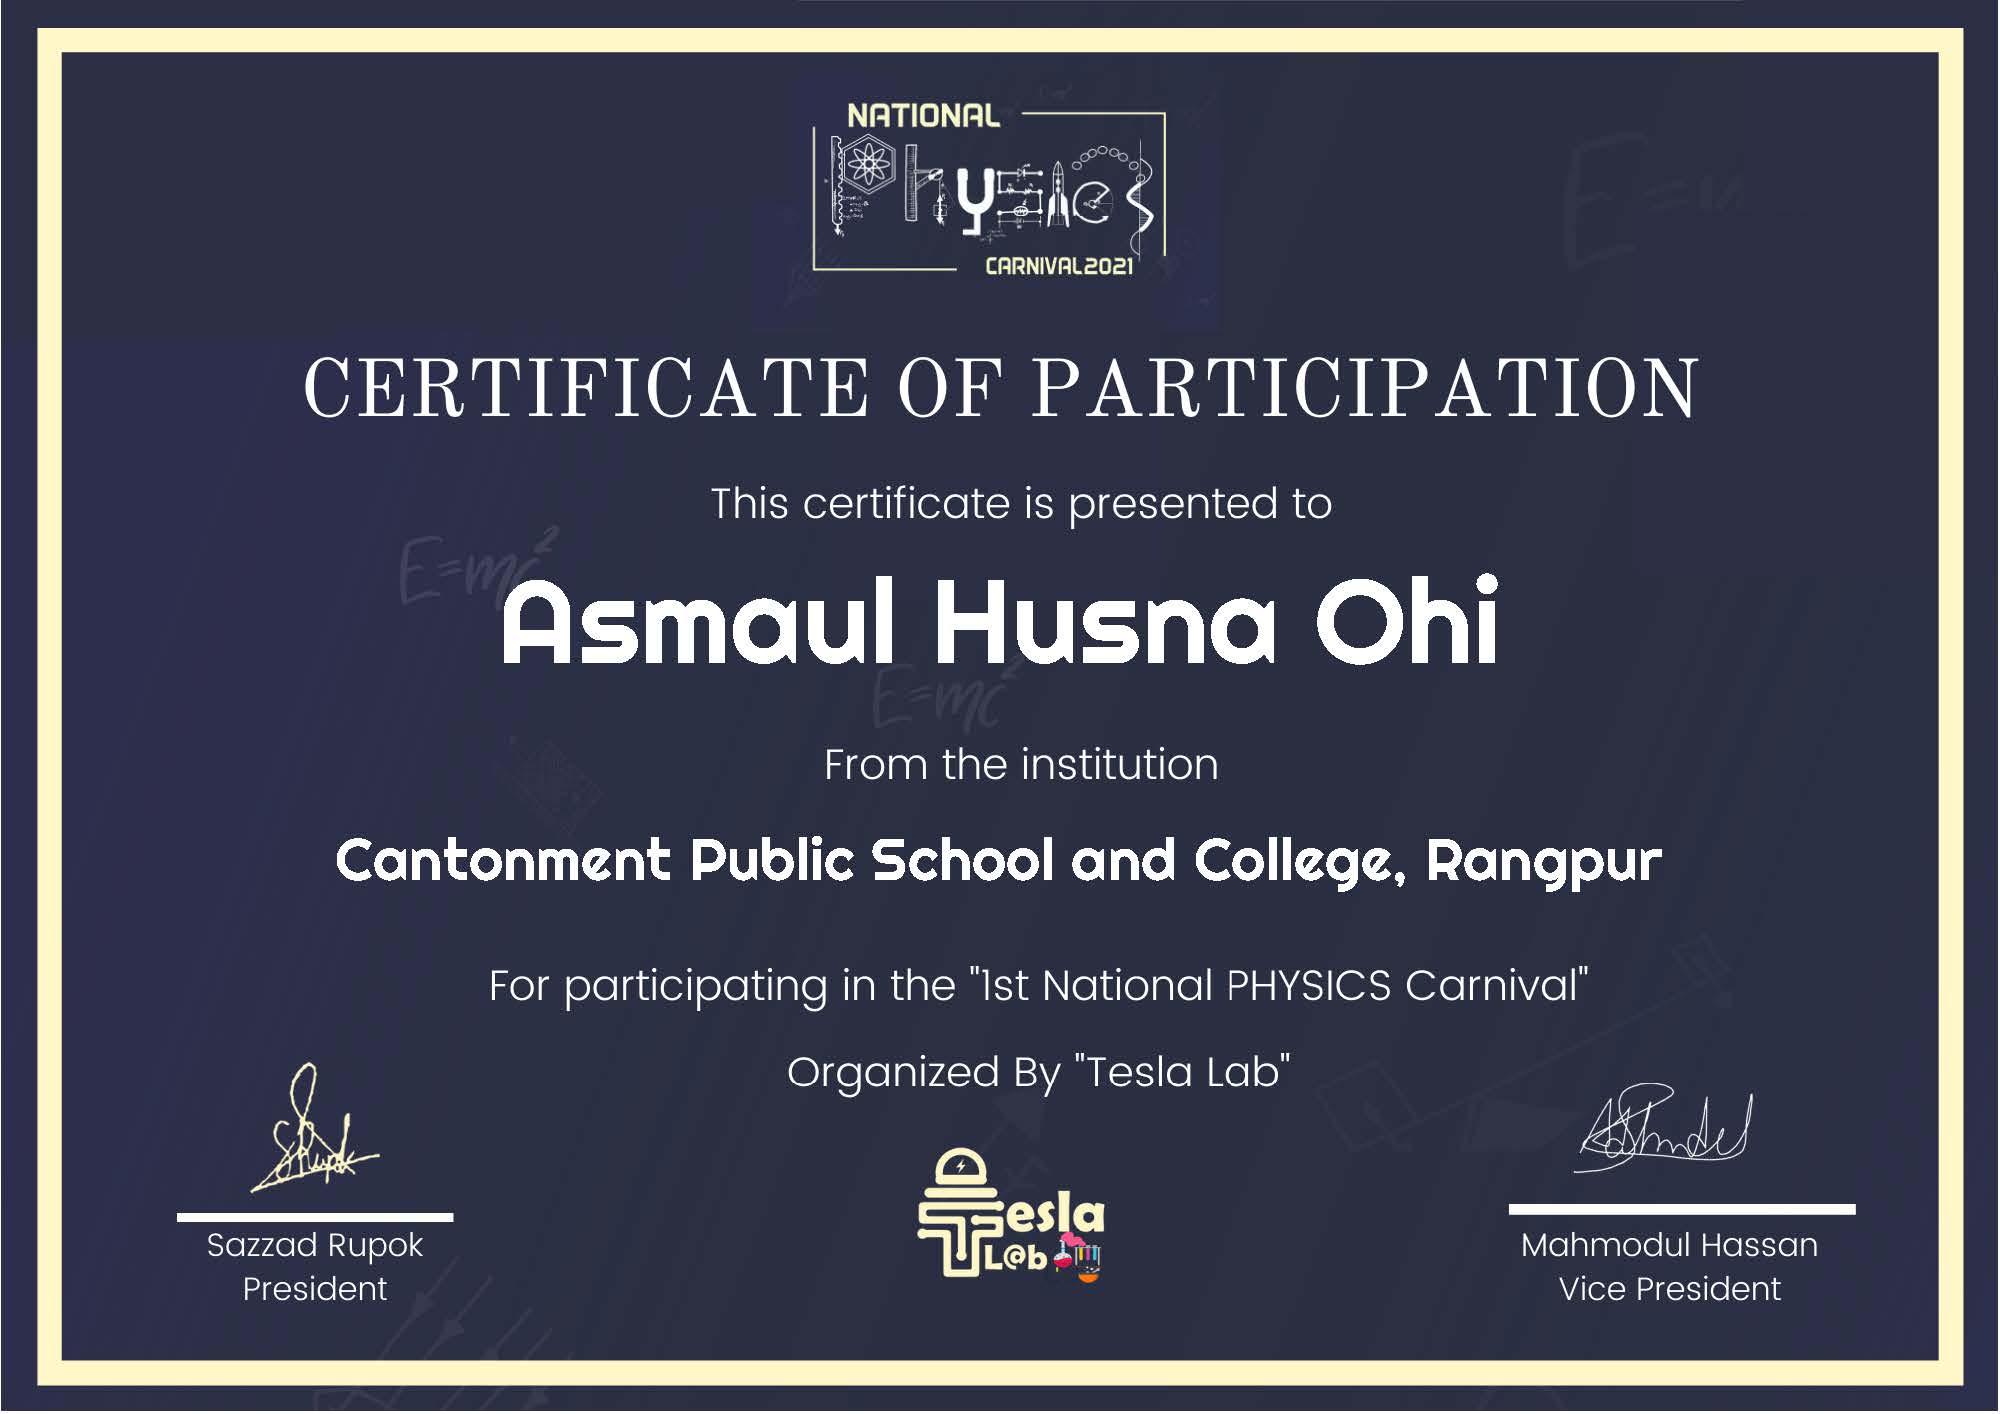 NATIONAL
Physics
CARNIVAL2021
CERTIFICATE OF PARTICIPATION
This certificate is presented to
E=mc²
Asmaul Husna Ohi
E=mc²
From the institution
Cantonment Public School and College, Rangpur
For participating in the "1st National PHYSICS Carnival"
Organized By "Tesla Lab"
Tesla
L@b
Sazzad Rupok
President
Mahmodul Hassan
Vice President